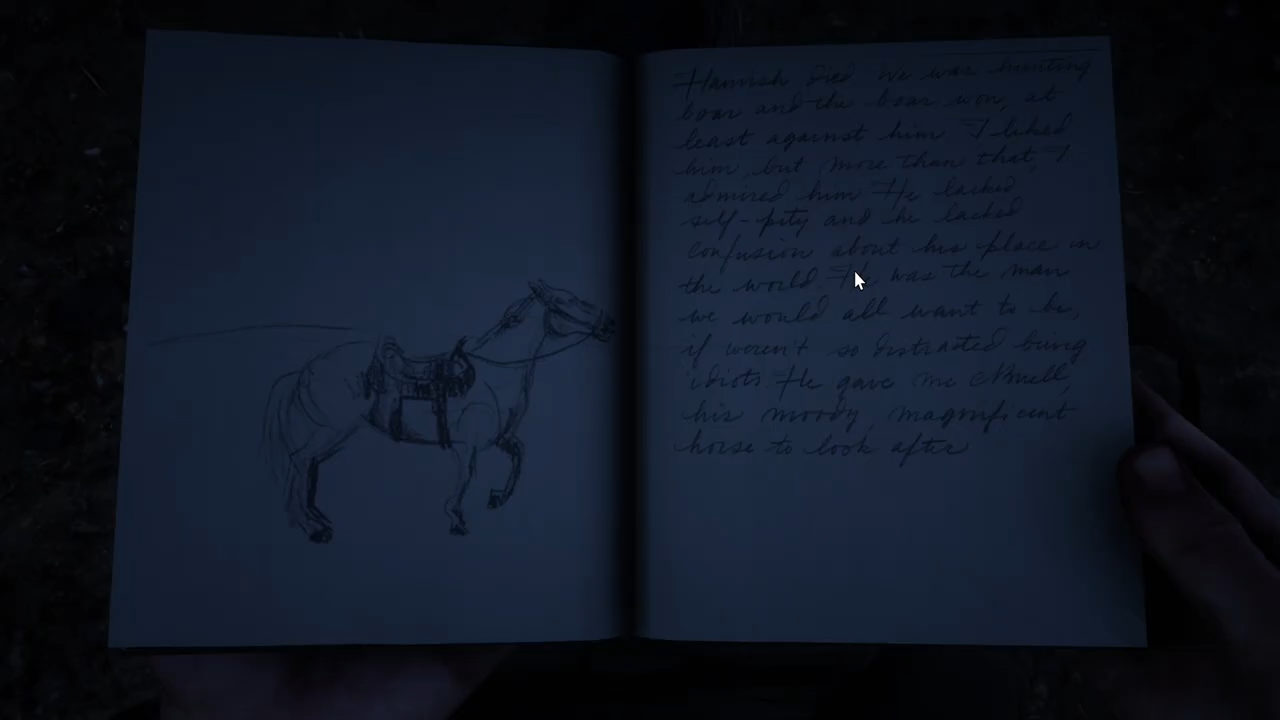 Hamish died we was hunting
boar and the boar won, at
least against him I liked
him, but more than that, I
admired him He lacked
self-pity and he lacked
confusion about his place in
the world. He was the man
we would all want to be,
if weren't so distracted being
idiots He gave me Buell,
his moody, magnificent
horse to look after